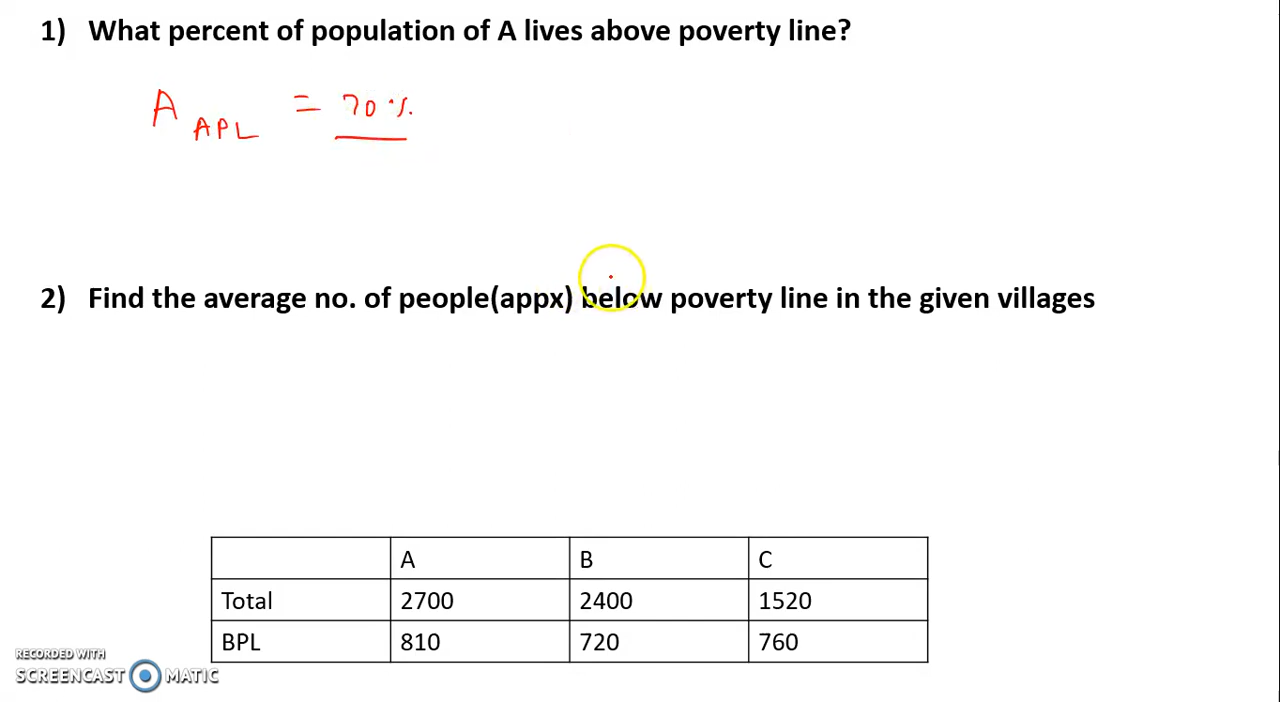 1) What percent of population of A lives above poverty line?
A APL = 70%
2) Find the average no. of people(appx) below poverty line in the given villages
A B C
Total 2700 2400 1520
BPL 810 720 760
RECORDED WITH
SCREENCAST MATIC